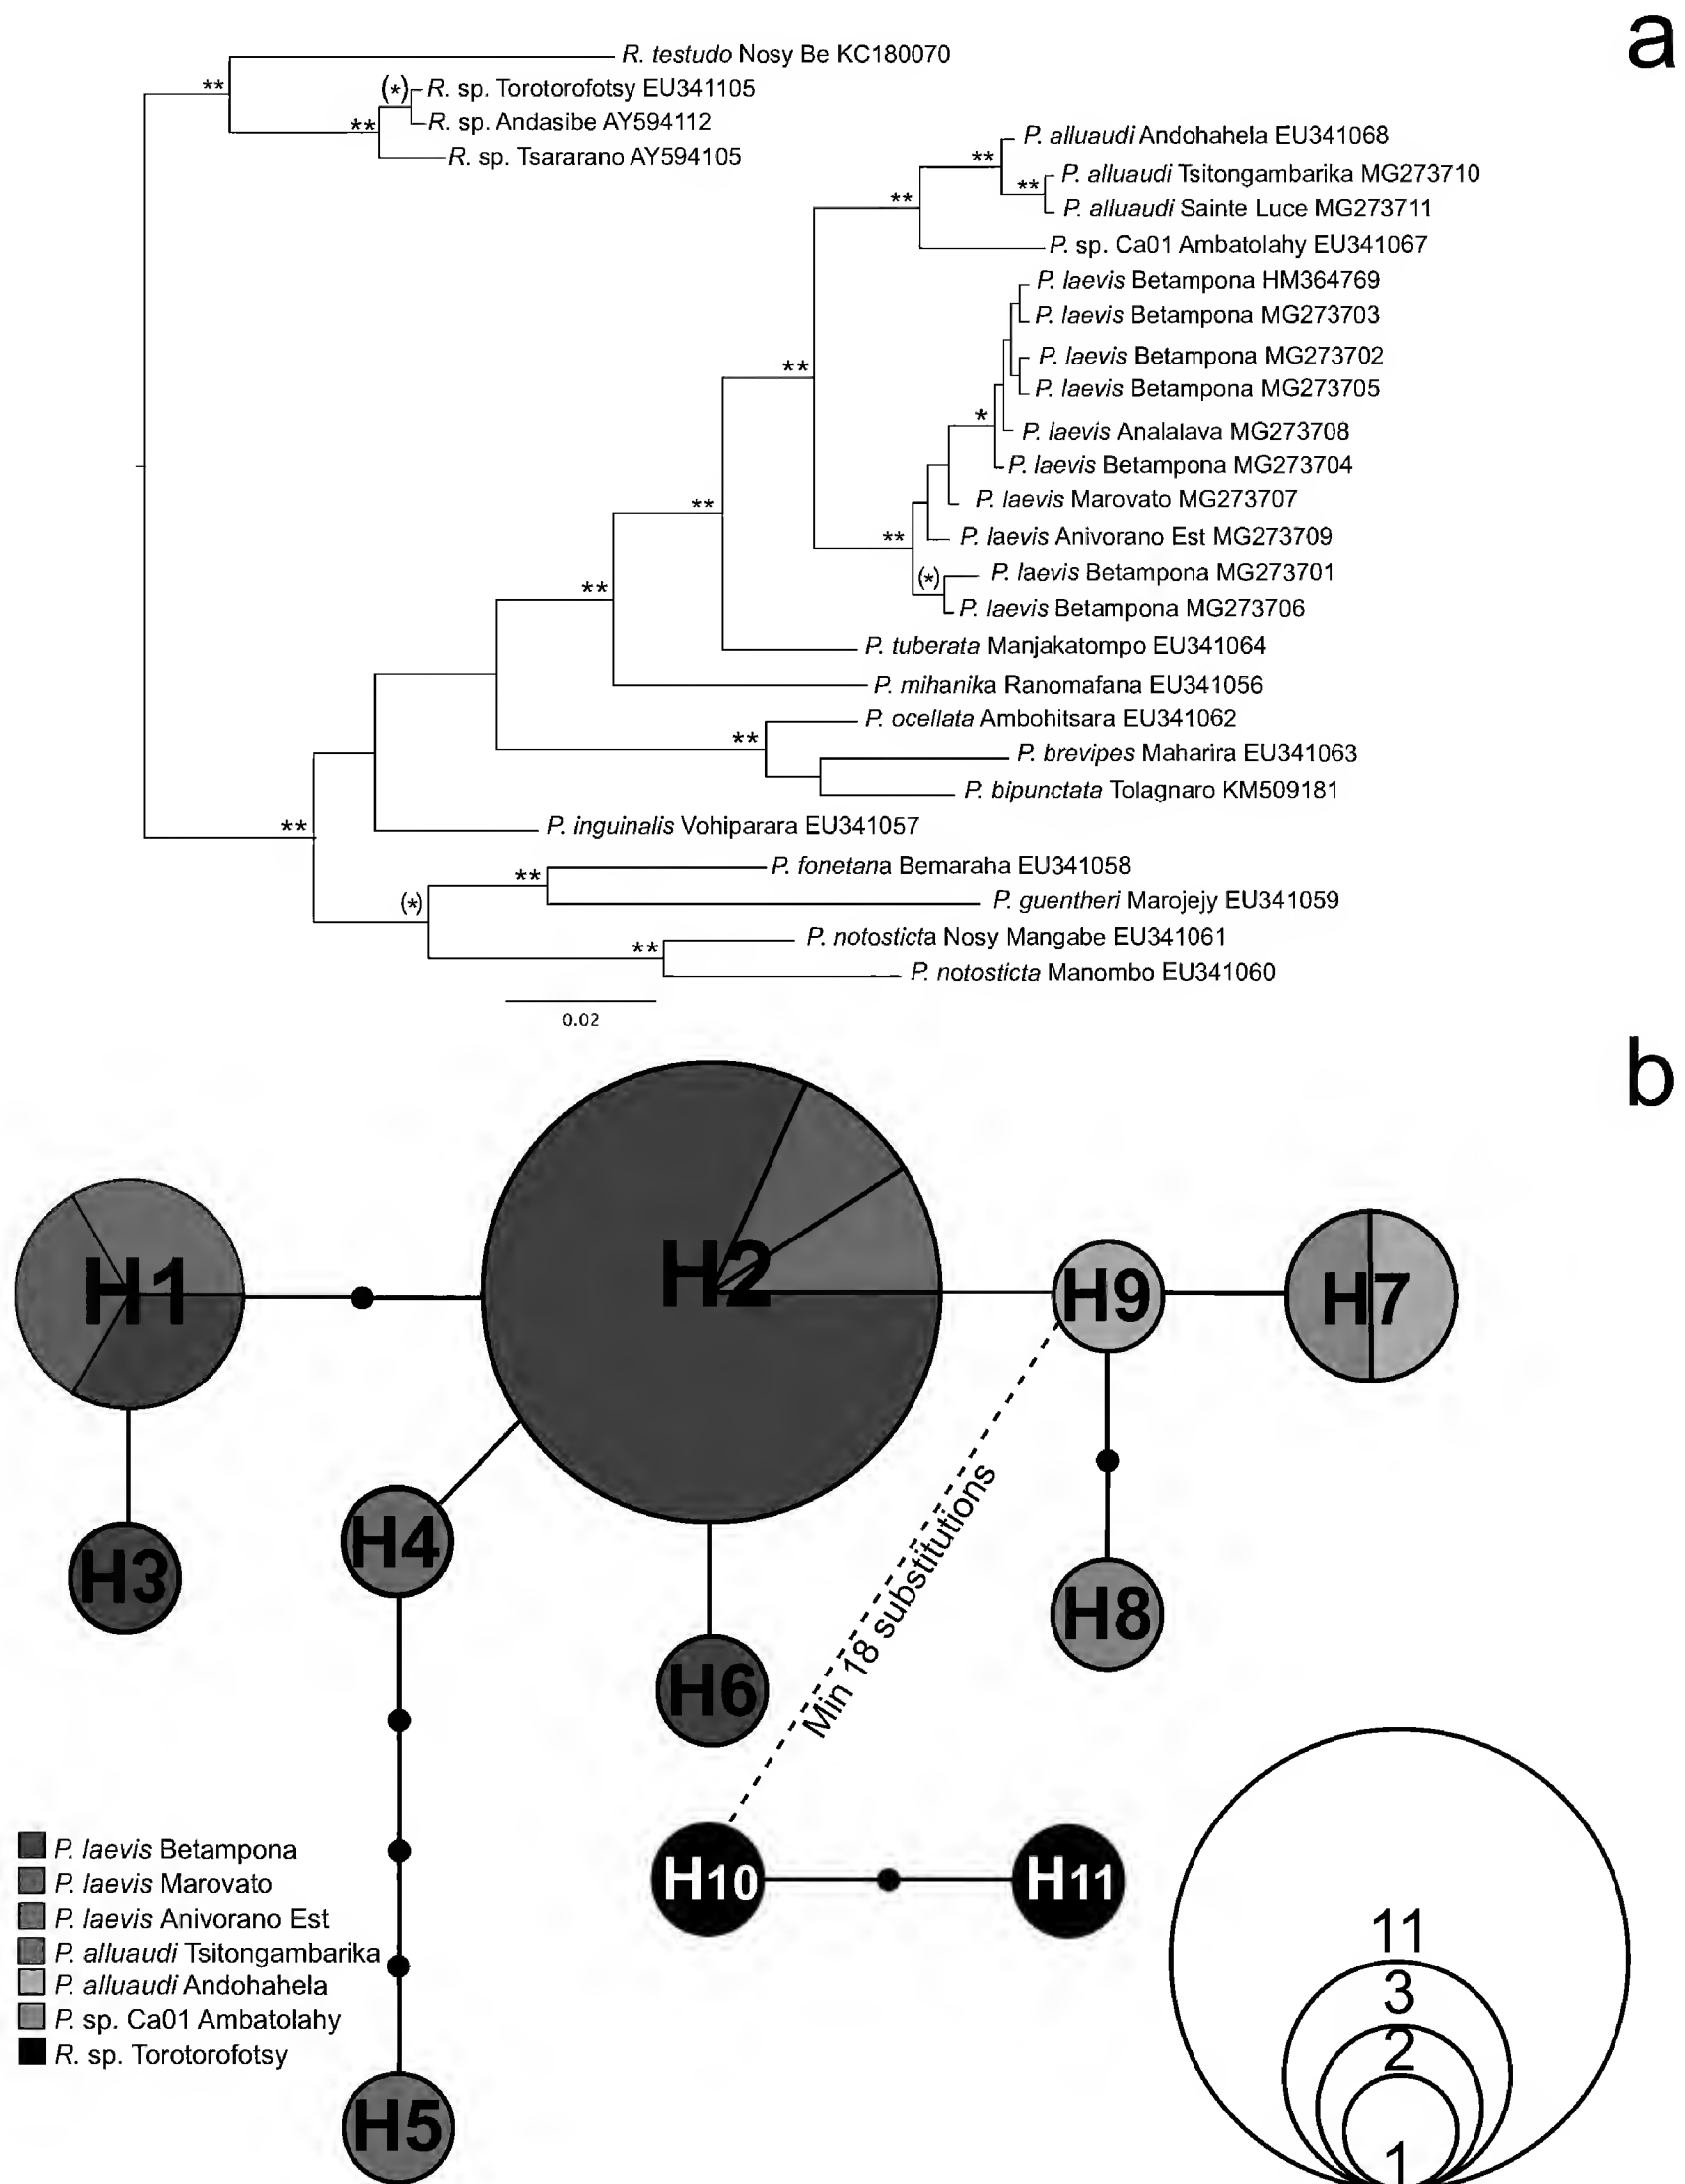 a
R. testudo Nosy Be KC180070
(*) R. sp. Torotorofotsy EU341105
** R. sp. Andasibe AY594112
** R. sp. Tsararano AY594105
P. alluaudi Andohahela EU341068
** P. alluaudi Tsitongambarika MG273710
** P. alluaudi Sainte Luce MG273711
** P. sp. Ca01 Ambatolahy EU341067
P. laevis Betampona HM364769
P. laevis Betampona MG273703
P. laevis Betampona MG273702
** P. laevis Betampona MG273705
* P. laevis Analalava MG273708
P. laevis Betampona MG273704
** P. laevis Marovato MG273707
** P. laevis Anivorano Est MG273709
(*) P. laevis Betampona MG273701
** P. laevis Betampona MG273706
P. tuberata Manjakatompo EU341064
P. mihanika Ranomafana EU341056
P. ocellata Ambohitsara EU341062
** P. brevipes Maharira EU341063
P. bipunctata Tolagnaro KM509181
** P. inguinalis Vohiparara EU341057
P. fonetana Bemaraha EU341058
** P. guentheri Marojejy EU341059
(*) P. notosticta Nosy Mangabe EU341061
** P. notosticta Manombo EU341060
0.02
b
H1
H2
H9
H7
H3
H4
H6
H8
Min 18 substitutions
H10
H11
H5
P. laevis Betampona
P. laevis Marovato
P. laevis Anivorano Est
P. alluaudi Tsitongambarika
P. alluaudi Andohahela
P. sp. Ca01 Ambatolahy
R. sp. Torotorofotsy
11
3
2
1